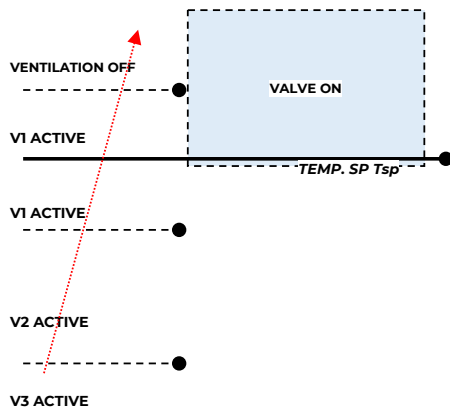 VENTILATION OFF
VALVE ON
V1 ACTIVE
TEMP. SP Tsp
V1 ACTIVE
V2 ACTIVE
V3 ACTIVE